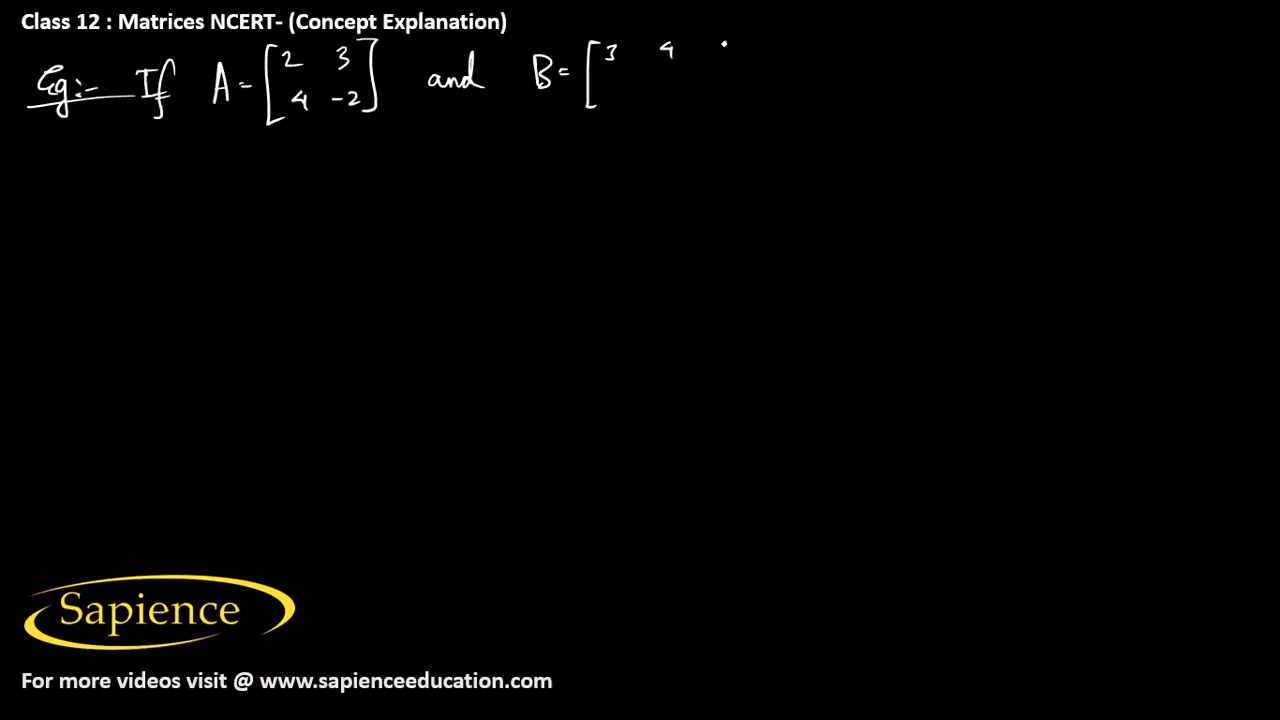 Class 12 : Matrices NCERT- (Concept Explanation)
Eg:- If A = [ 2 3 and B = [ 3 4
4 -2 ]
Sapience
For more videos visit @ www.sapienceeducation.com